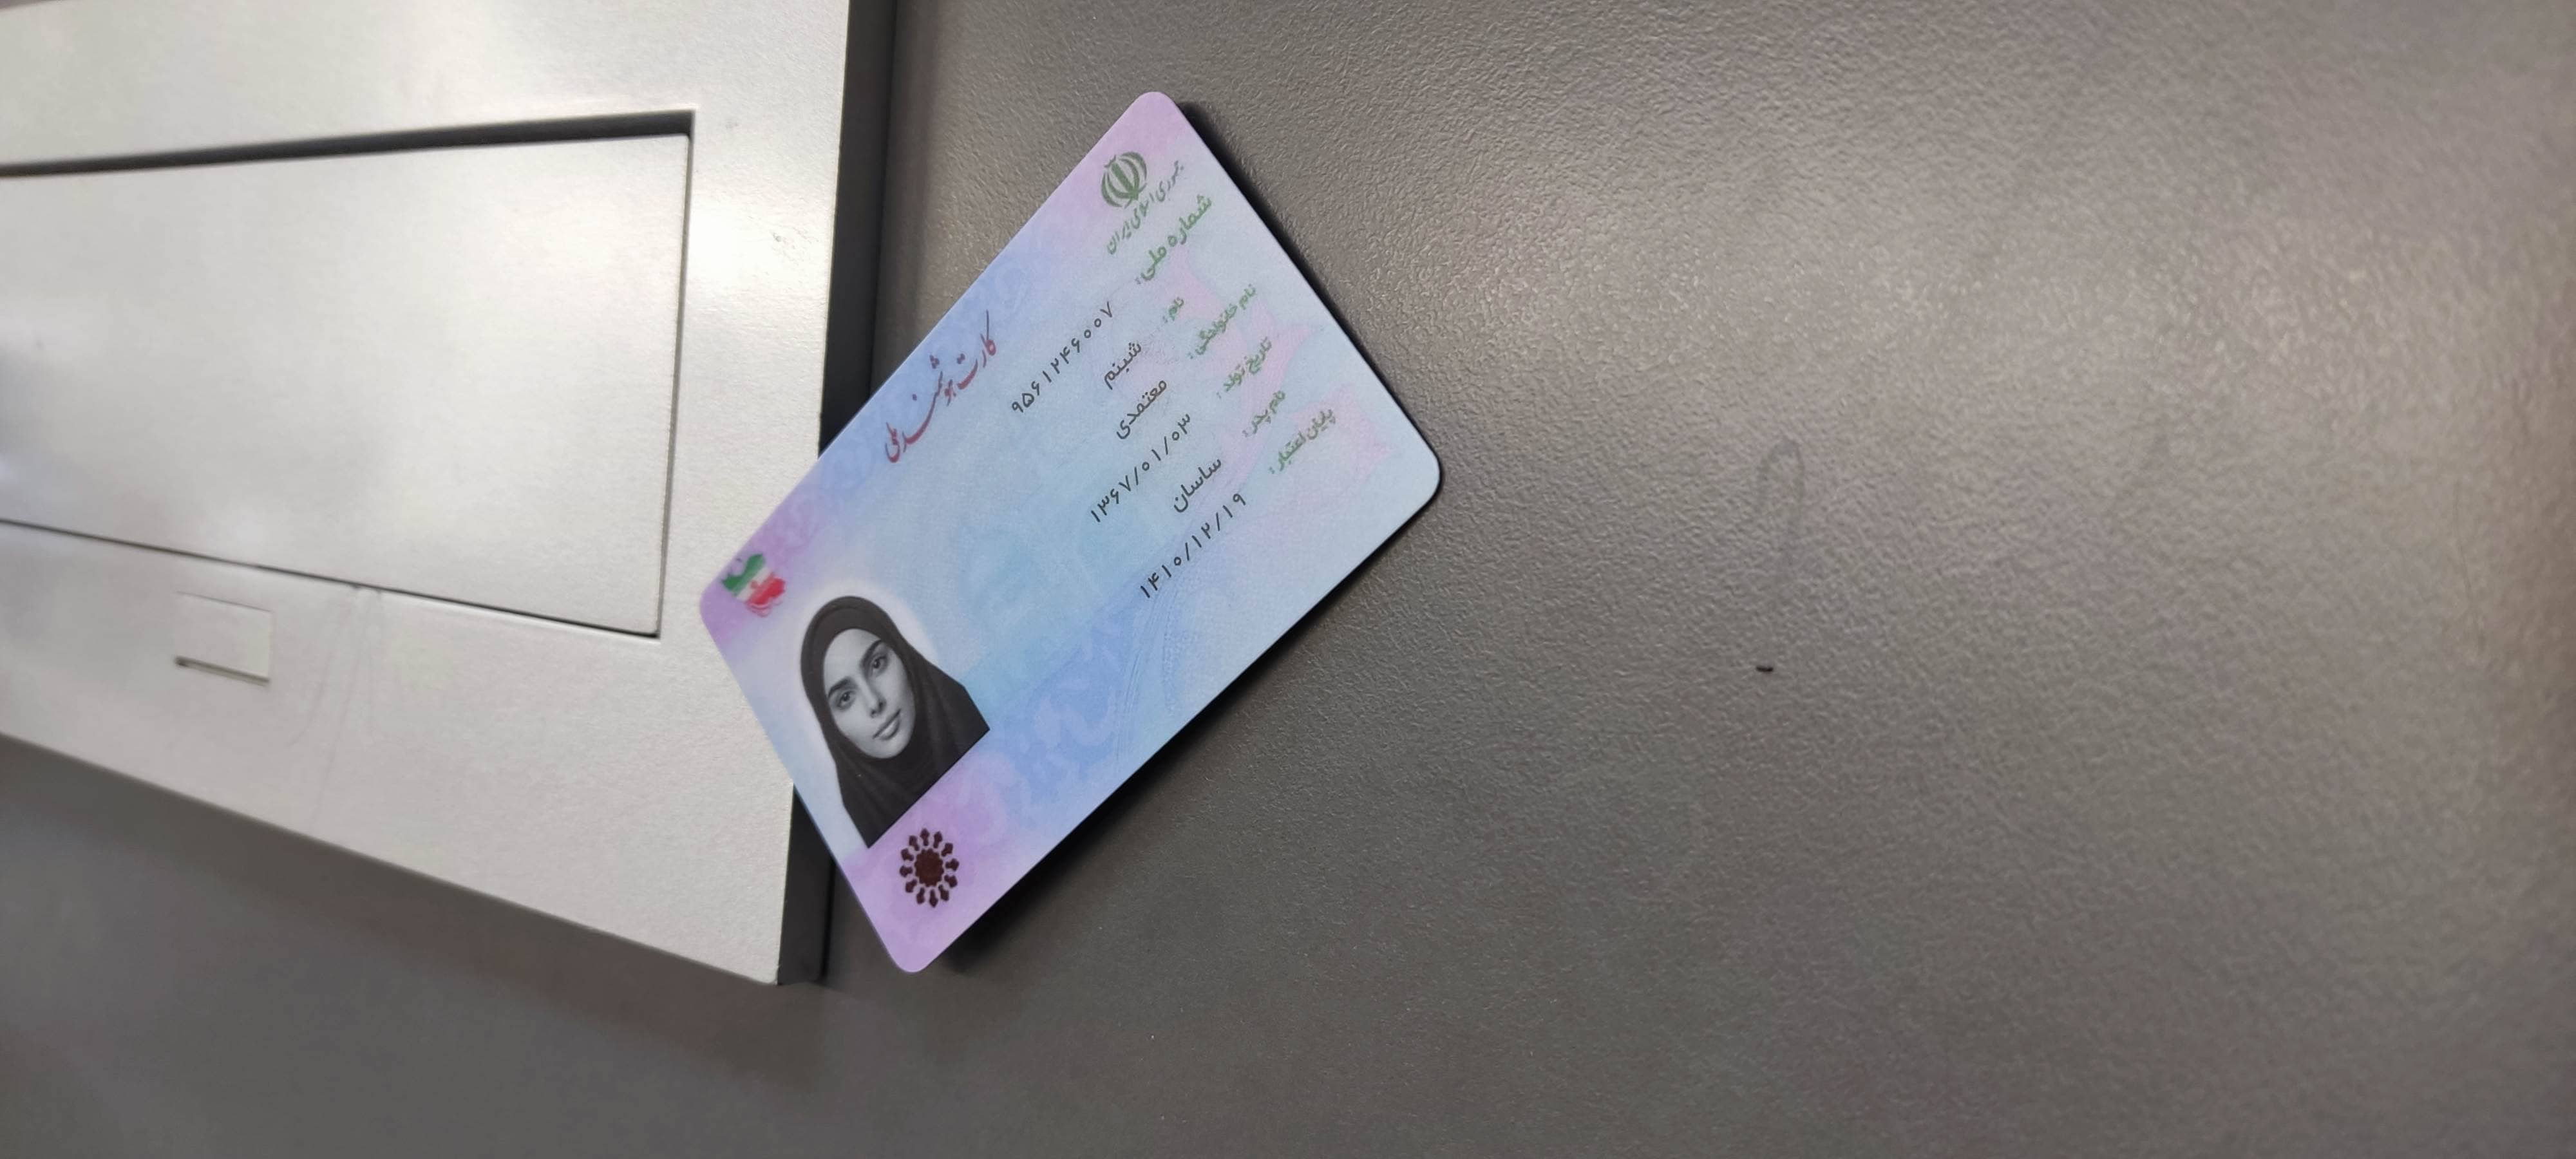 جمهوری اسلامی ایران
کارت هوشمند ملی
شماره ملی: ۹۵۶۱۲۴۶۰۰۷
نام: شبنم
نام خانوادگی: معتمدی
تاریخ تولد: ۱۳۶۷/۰۱/۰۳
نام پدر: ساسان
پایان اعتبار: ۱۴۱۰/۱۲/۱۹